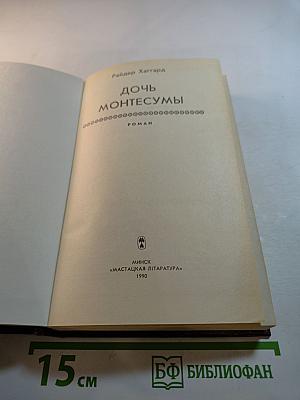 Райдер Хаггард
ДОЧЬ
МОНТЕСУМЫ
РОМАН
МИНСК
«МАСТАЦКАЯ ЛІТАРАТУРА»
1990
15 см
БФ БИБЛИОФАН